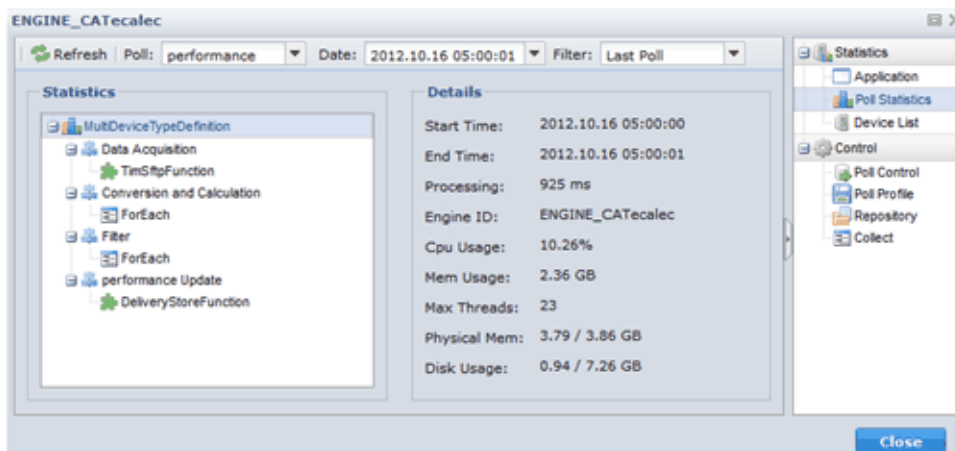 ENGINE_CATecalec
Refresh Poll: performance Date: 2012.10.16 05:00:01 Filter: Last Poll
Statistics
MultiDeviceTypeDefinition
Data Acquisition
TimSftpFunction
Conversion and Calculation
ForEach
Filter
ForEach
performance Update
DeliveryStoreFunction
Details
Start Time: 2012.10.16 05:00:00
End Time: 2012.10.16 05:00:01
Processing: 925 ms
Engine ID: ENGINE_CATecalec
Cpu Usage: 10.26%
Mem Usage: 2.36 GB
Max Threads: 23
Physical Mem: 3.79 / 3.86 GB
Disk Usage: 0.94 / 7.26 GB
Statistics
Application
Poll Statistics
Device List
Control
Poll Control
Poll Profile
Repository
Collect
Close